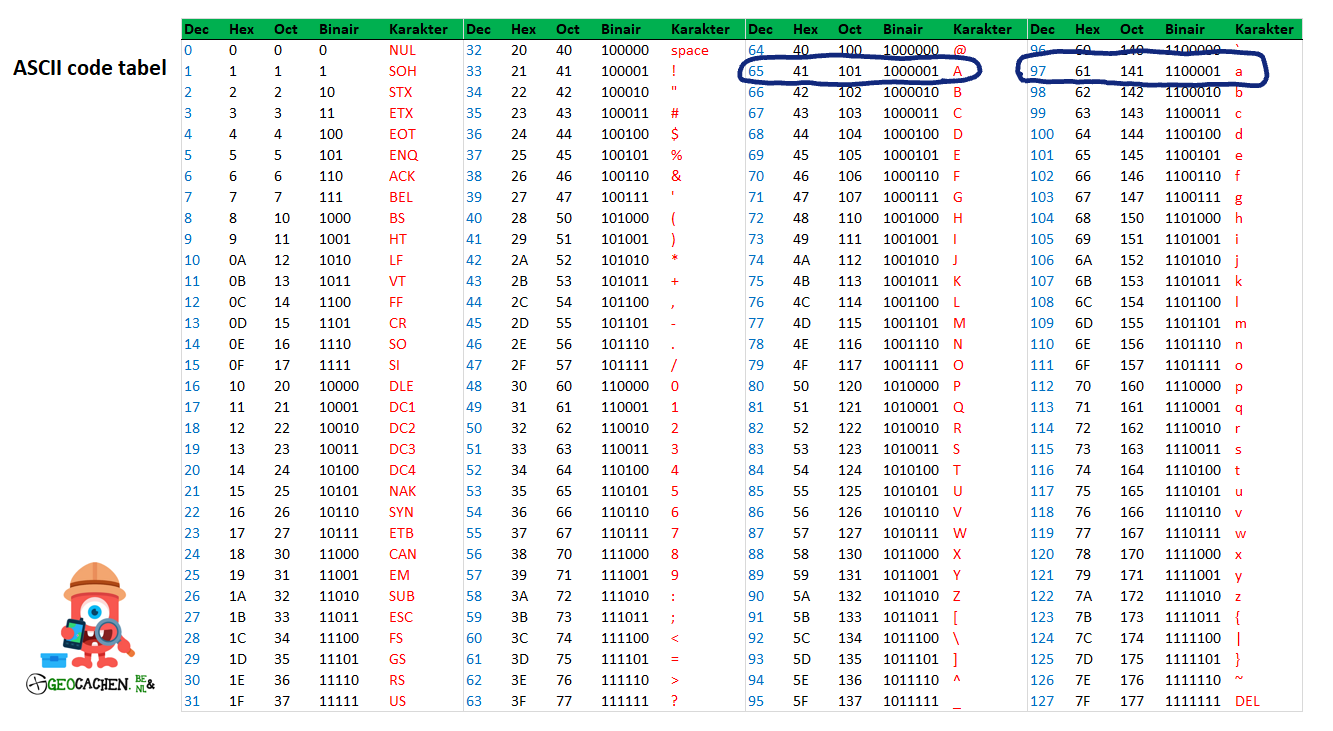 Dec Hex Oct Binair Karakter Dec Hex Oct Binair Karakter Dec Hex Oct Binair Karakter Dec Hex Oct Binair Karakter
0 0 0 0 NUL 32 20 40 100000 space 64 40 100 1000000 @ 96 60 140 1100000 `
ASCII code tabel
1 1 1 1 SOH 33 21 41 100001 ! 65 41 101 1000001 A 97 61 141 1100001 a
2 2 2 10 STX 34 22 42 100010 " 66 42 102 1000010 B 98 62 142 1100010 b
3 3 3 11 ETX 35 23 43 100011 # 67 43 103 1000011 C 99 63 143 1100011 c
4 4 4 100 EOT 36 24 44 100100 $ 68 44 104 1000100 D 100 64 144 1100100 d
5 5 5 101 ENQ 37 25 45 100101 % 69 45 105 1000101 E 101 65 145 1100101 e
6 6 6 110 ACK 38 26 46 100110 & 70 46 106 1000110 F 102 66 146 1100110 f
7 7 7 111 BEL 39 27 47 100111 ' 71 47 107 1000111 G 103 67 147 1100111 g
8 8 10 1000 BS 40 28 50 101000 ( 72 48 110 1001000 H 104 68 150 1101000 h
9 9 11 1001 HT 41 29 51 101001 ) 73 49 111 1001001 I 105 69 151 1101001 i
10 0A 12 1010 LF 42 2A 52 101010 * 74 4A 112 1001010 J 106 6A 152 1101010 j
11 0B 13 1011 VT 43 2B 53 101011 + 75 4B 113 1001011 K 107 6B 153 1101011 k
12 0C 14 1100 FF 44 2C 54 101100 , 76 4C 114 1001100 L 108 6C 154 1101100 l
13 0D 15 1101 CR 45 2D 55 101101 - 77 4D 115 1001101 M 109 6D 155 1101101 m
14 0E 16 1110 SO 46 2E 56 101110 . 78 4E 116 1001110 N 110 6E 156 1101110 n
15 0F 17 1111 SI 47 2F 57 101111 / 79 4F 117 1001111 O 111 6F 157 1101111 o
16 10 20 10000 DLE 48 30 60 110000 0 80 50 120 1010000 P 112 70 160 1110000 p
17 11 21 10001 DC1 49 31 61 110001 1 81 51 121 1010001 Q 113 71 161 1110001 q
18 12 22 10010 DC2 50 32 62 110010 2 82 52 122 1010010 R 114 72 162 1110010 r
19 13 23 10011 DC3 51 33 63 110011 3 83 53 123 1010011 S 115 73 163 1110011 s
20 14 24 10100 DC4 52 34 64 110100 4 84 54 124 1010100 T 116 74 164 1110100 t
21 15 25 10101 NAK 53 35 65 110101 5 85 55 125 1010101 U 117 75 165 1110101 u
22 16 26 10110 SYN 54 36 66 110110 6 86 56 126 1010110 V 118 76 166 1110110 v
23 17 27 10111 ETB 55 37 67 110111 7 87 57 127 1010111 W 119 77 167 1110111 w
24 18 30 11000 CAN 56 38 70 111000 8 88 58 130 1011000 X 120 78 170 1111000 x
25 19 31 11001 EM 57 39 71 111001 9 89 59 131 1011001 Y 121 79 171 1111001 y
26 1A 32 11010 SUB 58 3A 72 111010 : 90 5A 132 1011010 Z 122 7A 172 1111010 z
27 1B 33 11011 ESC 59 3B 73 111011 ; 91 5B 133 1011011 [ 123 7B 173 1111011 {
28 1C 34 11100 FS 60 3C 74 111100 < 92 5C 134 1011100 \ 124 7C 174 1111100 |
29 1D 35 11101 GS 61 3D 75 111101 = 93 5D 135 1011101 ] 125 7D 175 1111101 }
30 1E 36 11110 RS 62 3E 76 111110 > 94 5E 136 1011110 ^ 126 7E 176 1111110 ~
31 1F 37 11111 US 63 3F 77 111111 ? 95 5F 137 1011111 _ 127 7F 177 1111111 DEL
GEOCACHEN. BE NL &